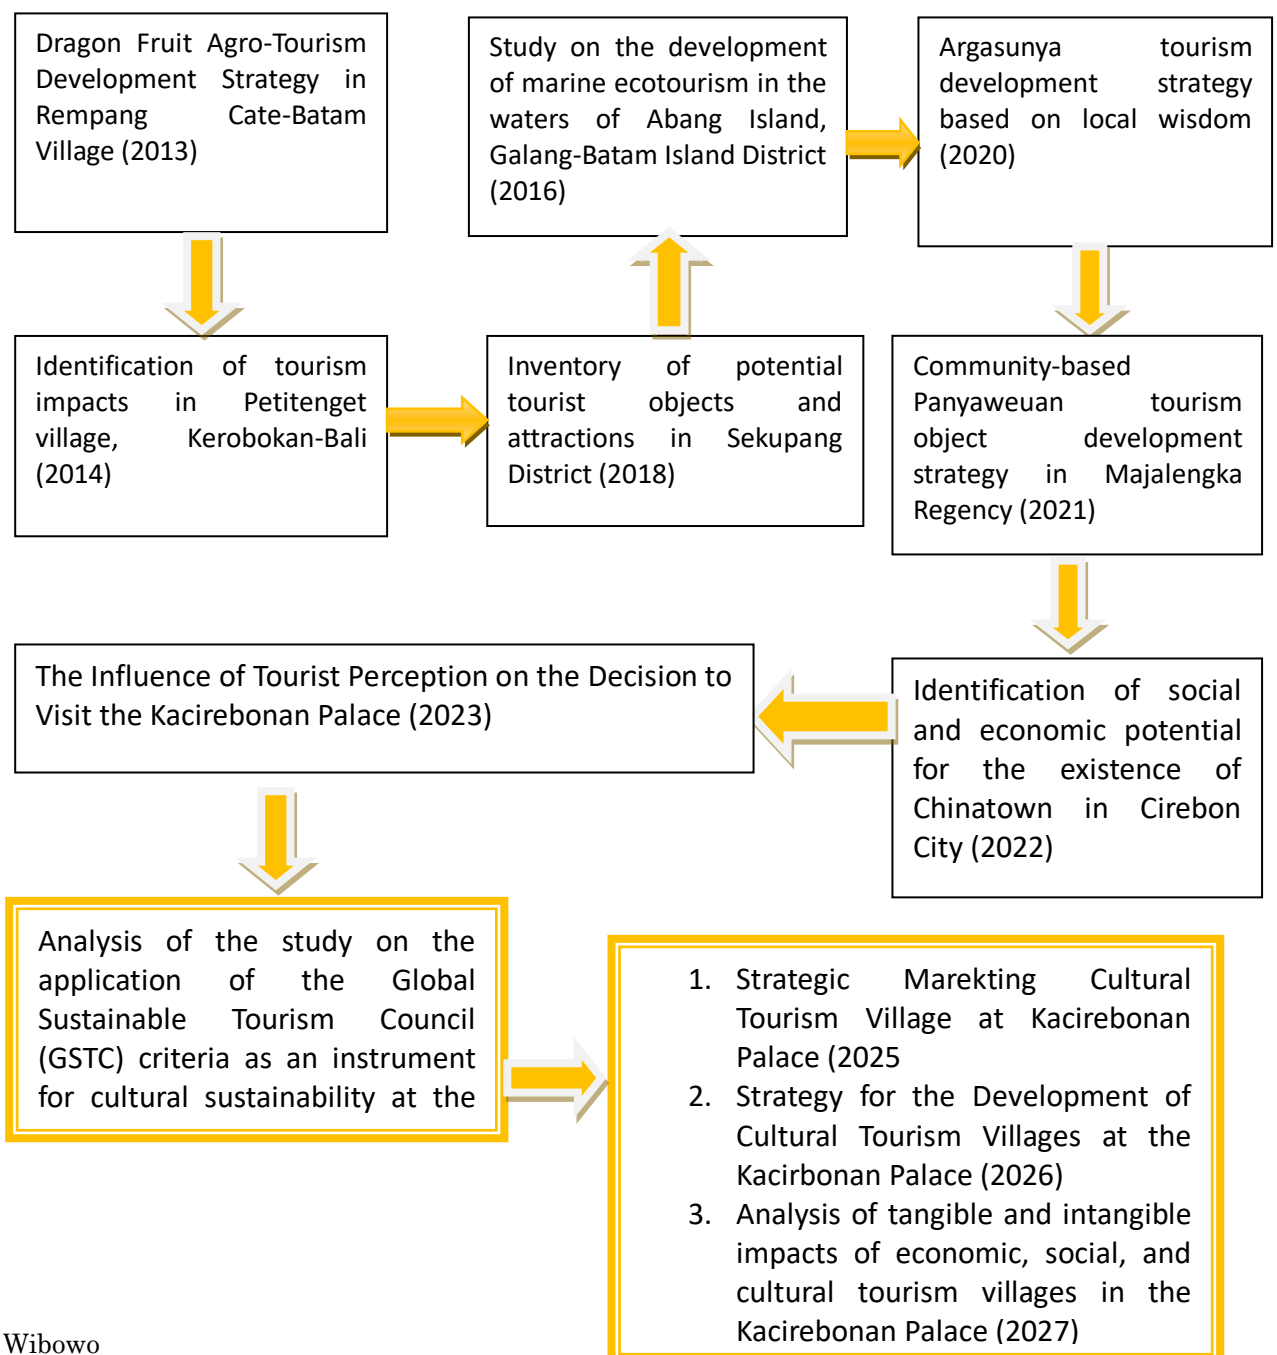 Dragon Fruit Agro-Tourism
Development Strategy in
Rempang Cate-Batam
Village (2013)
Identification of tourism
impacts in Petitenget
village, Kerobokan-Bali
(2014)
Inventory of potential
tourist objects and
attractions in Sekupang
District (2018)
Study on the development
of marine ecotourism in the
waters of Abang Island,
Galang-Batam Island District
(2016)
Argasunya tourism
development strategy
based on local wisdom
(2020)
Community-based
Panyaweuan tourism
object development
strategy in Majalengka
Regency (2021)
Identification of social
and economic potential
for the existence of
Chinatown in Cirebon
City (2022)
The Influence of Tourist Perception on the Decision to
Visit the Kacirebonan Palace (2023)
Analysis of the study on the
application of the Global
Sustainable Tourism Council
(GSTC) criteria as an instrument
for cultural sustainability at the
1. Strategic Marekting Cultural
Tourism Village at Kacirebonan
Palace (2025
2. Strategy for the Development of
Cultural Tourism Villages at the
Kacirbonan Palace (2026)
3. Analysis of tangible and intangible
impacts of economic, social, and
cultural tourism villages in the
Kacirebonan Palace (2027)
Wibowo